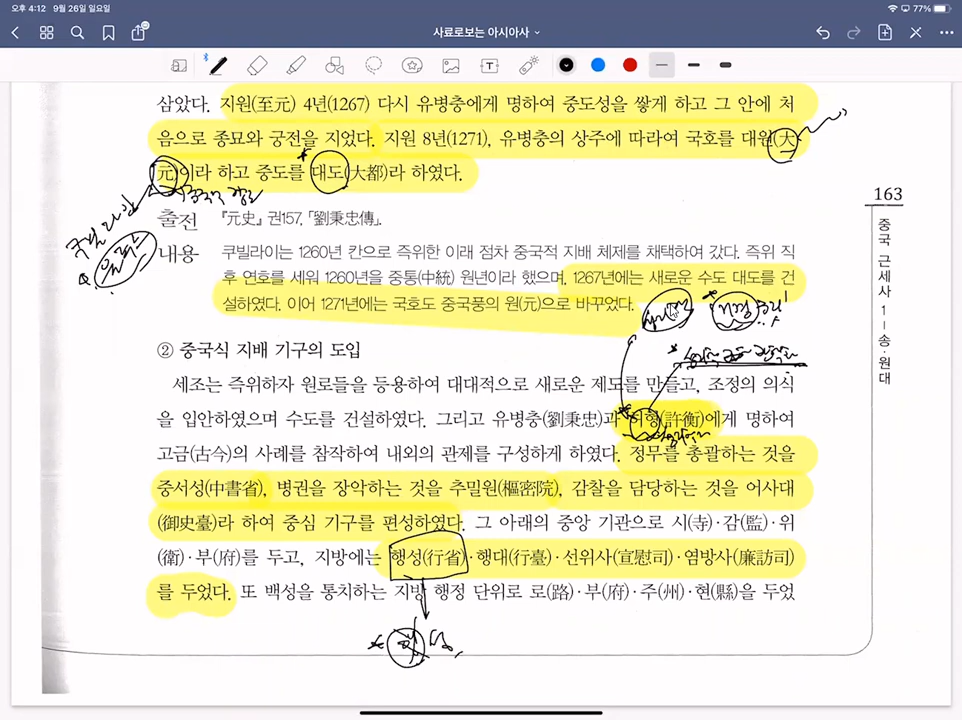 오후 4:12 9월 26일 일요일
77%
사료로보는 아시아사
삼았다. 지원(至元) 4년(1267) 다시 유병충에게 명하여 중도성을 쌓게 하고 그 안에 처
음으로 종묘와 궁전을 지었다. 지원 8년(1271), 유병충의 상주에 따라여 국호를 대원(大
元)이라 하고 중도를 대도(大都)라 하였다.
163
출전 『元史』 권157, 「劉秉忠傳」.
내용 쿠빌라이는 1260년 칸으로 즉위한 이래 점차 중국적 지배 체제를 채택하여 갔다. 즉위 직
후 연호를 세워 1260년을 중통(中統) 원년이라 했으며, 1267년에는 새로운 수도 대도를 건
설하였다. 이어 1271년에는 국호도 중국풍의 원(元)으로 바꾸었다.
중국 근세사 1 – 송·원대
② 중국식 지배 기구의 도입
세조는 즉위하자 원로들을 등용하여 대대적으로 새로운 제도를 만들고, 조정의 의식
을 입안하였으며 수도를 건설하였다. 그리고 유병충(劉秉忠)과 허형(許衡)에게 명하여
고금(古今)의 사례를 참작하여 내외의 관제를 구성하게 하였다. 정무를 총괄하는 것을
중서성(中書省), 병권을 장악하는 것을 추밀원(樞密院), 감찰을 담당하는 것을 어사대
(御史臺)라 하여 중심 기구를 편성하였다. 그 아래의 중앙 기관으로 시(寺)·감(監)·위
(衛)·부(府)를 두고, 지방에는 행성(行省)·행대(行臺)·선위사(宣慰司)·염방사(廉訪司)
를 두었다. 또 백성을 통치하는 지방 행정 단위로 로(路)·부(府)·주(州)·현(縣)을 두었